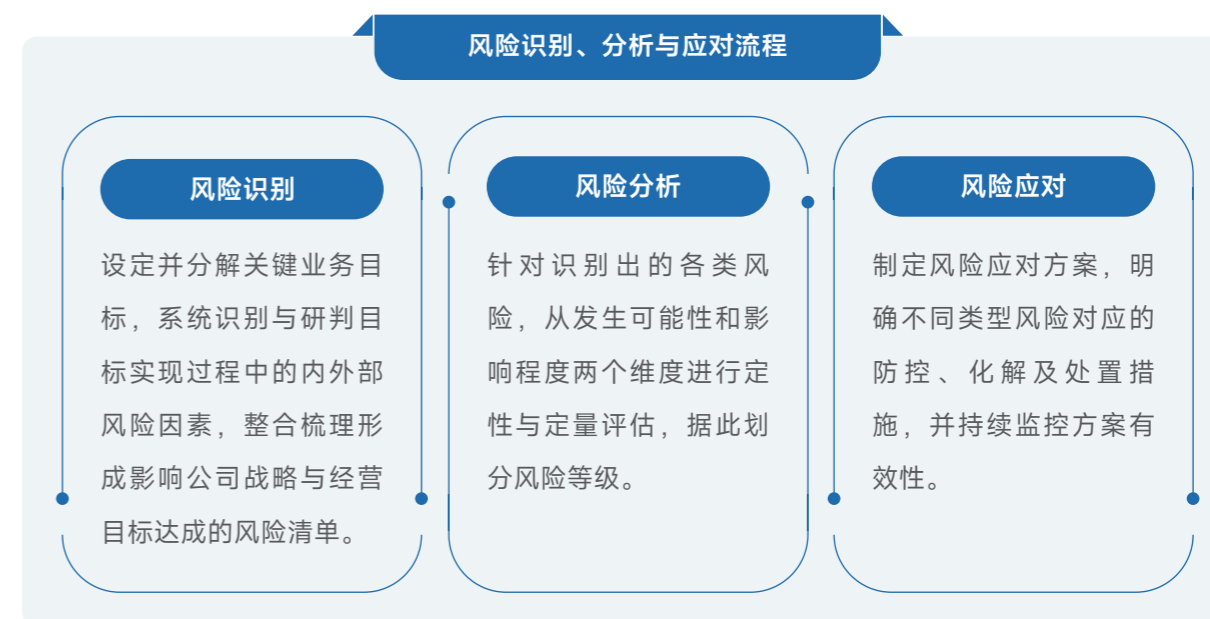 风险识别、分析与应对流程
风险识别
设定并分解关键业务目
标，系统识别与研判目
标实现过程中的内外部
风险因素，整合梳理形
成影响公司战略与经营
目标达成的风险清单。
风险分析
针对识别出的各类风
险，从发生可能性和影
响程度两个维度进行定
性与定量评估，据此划
分风险等级。
风险应对
制定风险应对方案，明
确不同类型风险对应的
防控、化解及处置措
施，并持续监控方案有
效性。